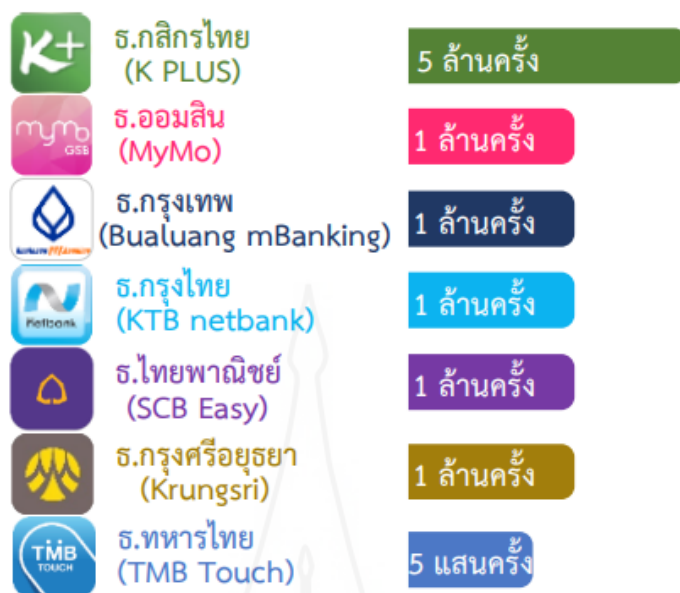 K+
ธ.กสิกรไทย
(K PLUS)
5 ล้านครั้ง
mymo
GSB
ธ.ออมสิน
(MyMo)
1 ล้านครั้ง
ธ.กรุงเทพ
(Bualuang mBanking)
1 ล้านครั้ง
Netbank
ธ.กรุงไทย
(KTB netbank)
1 ล้านครั้ง
ธ.ไทยพาณิชย์
(SCB Easy)
1 ล้านครั้ง
ธ.กรุงศรีอยุธยา
(Krungsri)
1 ล้านครั้ง
TMB
TOUCH
ธ.ทหารไทย
(TMB Touch)
5 แสนครั้ง